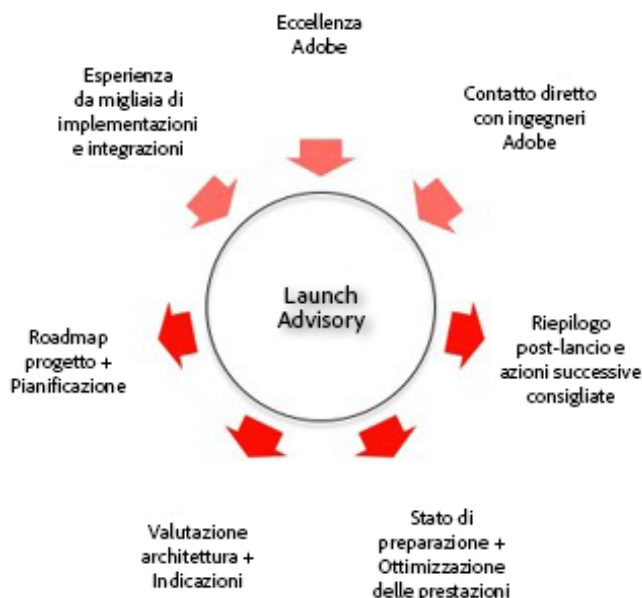 Eccellenza
Adobe
Esperienza
da migliaia di
implementazioni
e integrazioni
Contatto diretto
con ingegneri
Adobe
Launch
Advisory
Roadmap
progetto +
Pianificazione
Riepilogo
post-lancio e
azioni successive
consigliate
Valutazione
architettura +
Indicazioni
Stato di
preparazione +
Ottimizzazione
delle prestazioni